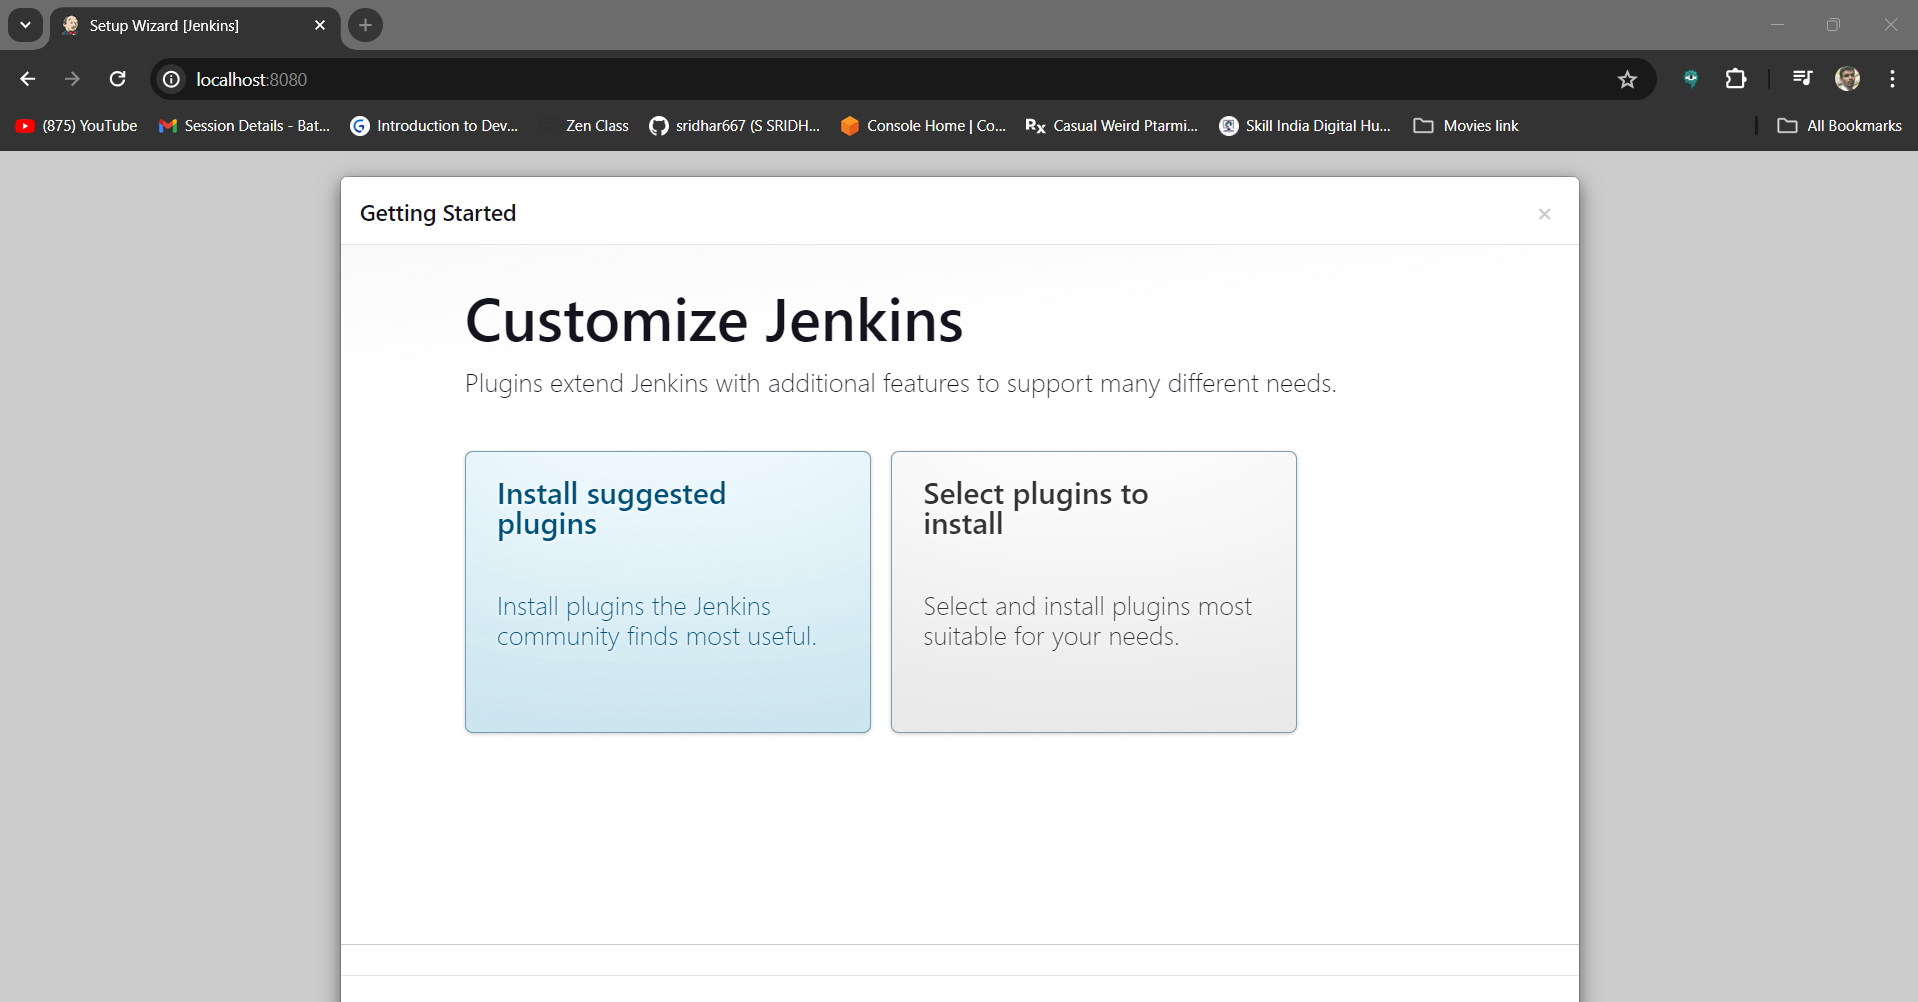 Setup Wizard [Jenkins]
localhost:8080
(875) YouTube
Session Details - Bat...
Introduction to Dev...
Zen Class
sridhar667 (S SRIDH...
Console Home | Co...
Rx Casual Weird Ptarmi...
Skill India Digital Hu...
Movies link
All Bookmarks
Getting Started
Customize Jenkins
Plugins extend Jenkins with additional features to support many different needs.
Install suggested
plugins
Install plugins the Jenkins
community finds most useful.
Select plugins to
install
Select and install plugins most
suitable for your needs.